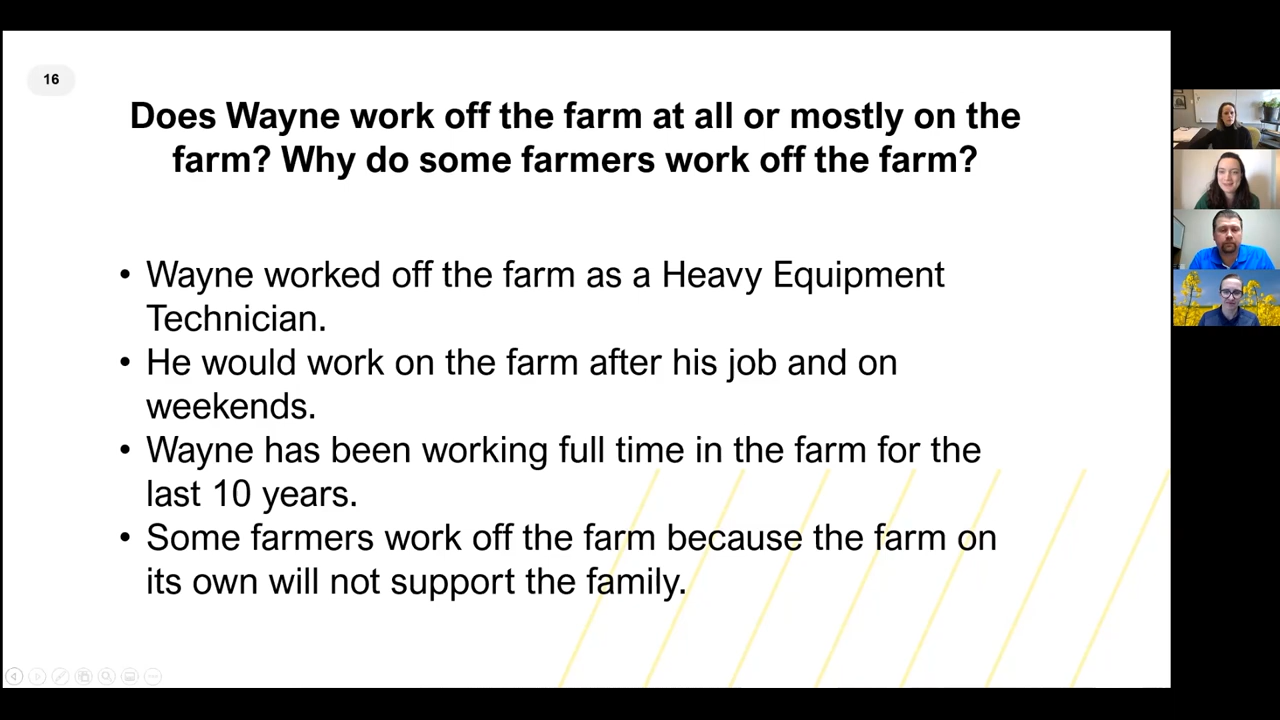 16
Does Wayne work off the farm at all or mostly on the
farm? Why do some farmers work off the farm?
• Wayne worked off the farm as a Heavy Equipment
Technician.
• He would work on the farm after his job and on
weekends.
• Wayne has been working full time in the farm for the
last 10 years.
• Some farmers work off the farm because the farm on
its own will not support the family.